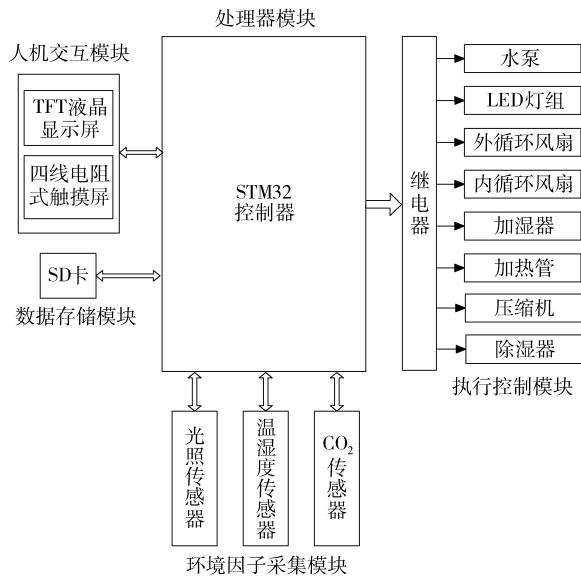 处理器模块
人机交互模块
TFT液晶
显示屏
四线电阻
式触摸屏
SD卡
数据存储模块
STM32
控制器
继电器
水泵
LED灯组
外循环风扇
内循环风扇
加湿器
加热管
压缩机
除湿器
执行控制模块
光照传感器
温湿度传感器
CO₂
传感器
环境因子采集模块